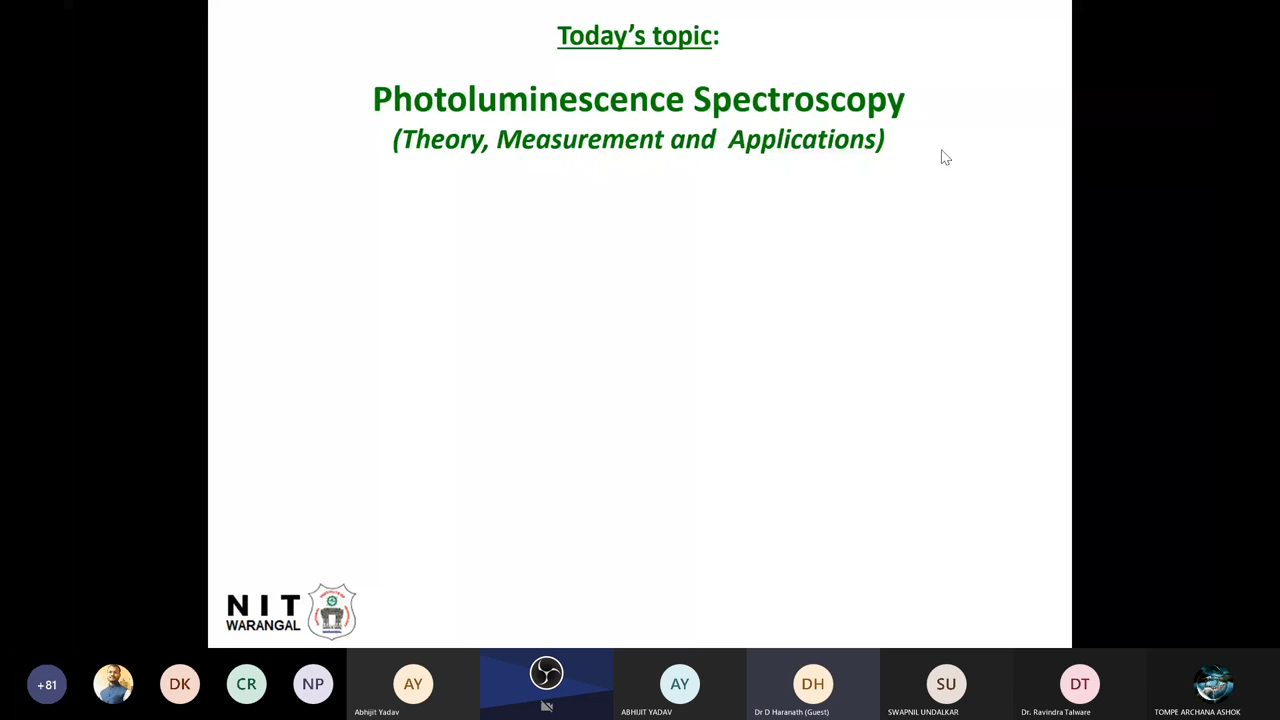 Today's topic:
Photoluminescence Spectroscopy
(Theory, Measurement and Applications)
NIT
WARANGAL
+81
DK
CR
NP
AY
Abhijit Yadav
AY
ABHIJIT YADAV
DH
Dr D Haranath (Guest)
SU
SWAPNIL UNDALKAR
DT
Dr. Ravindra Talware
TOMPE ARCHANA ASHOK